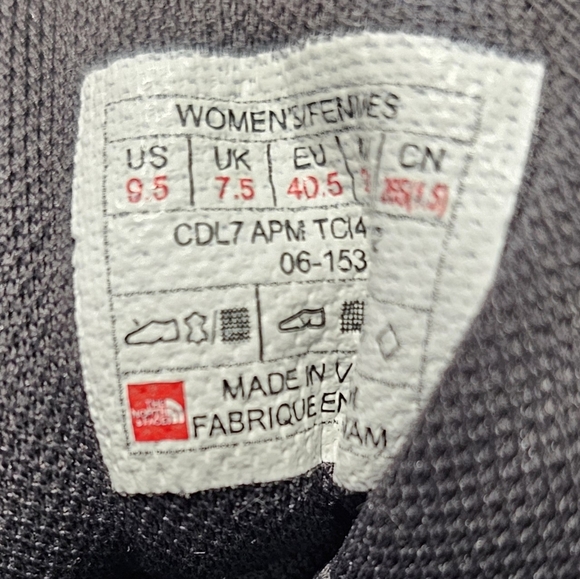 WOMEN'S/FEMMES
US UK EU CN
9.5 7.5 40.5
CDL7 APM TCI4
06-153
THE
NORTH
FACE
MADE IN V
FABRIQUE EN
AM